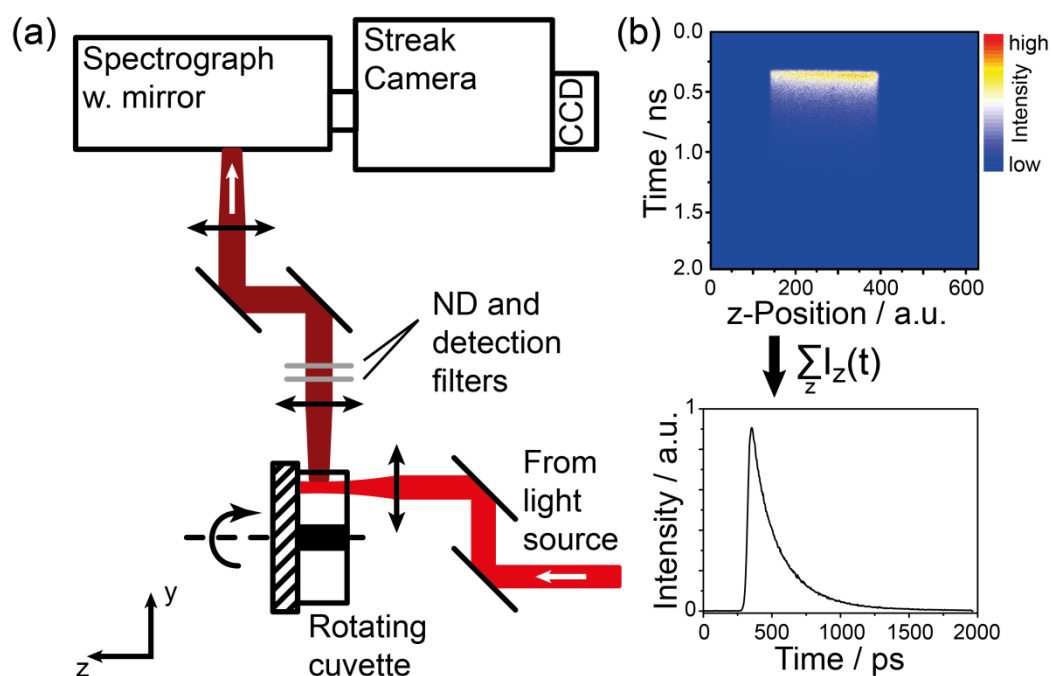 (a)
Spectrograph
w. mirror
Streak
Camera
CCD
ND and
detection
filters
From
light
source
Rotating
cuvette
y
z
(b)
0.0
0.5
1.0
1.5
2.0
Time / ns
0 200 400 600
z-Position / a.u.
high
Intensity
low
∑I_z(t)
z
1
0
Intensity / a.u.
0 500 1000 1500 2000
Time / ps